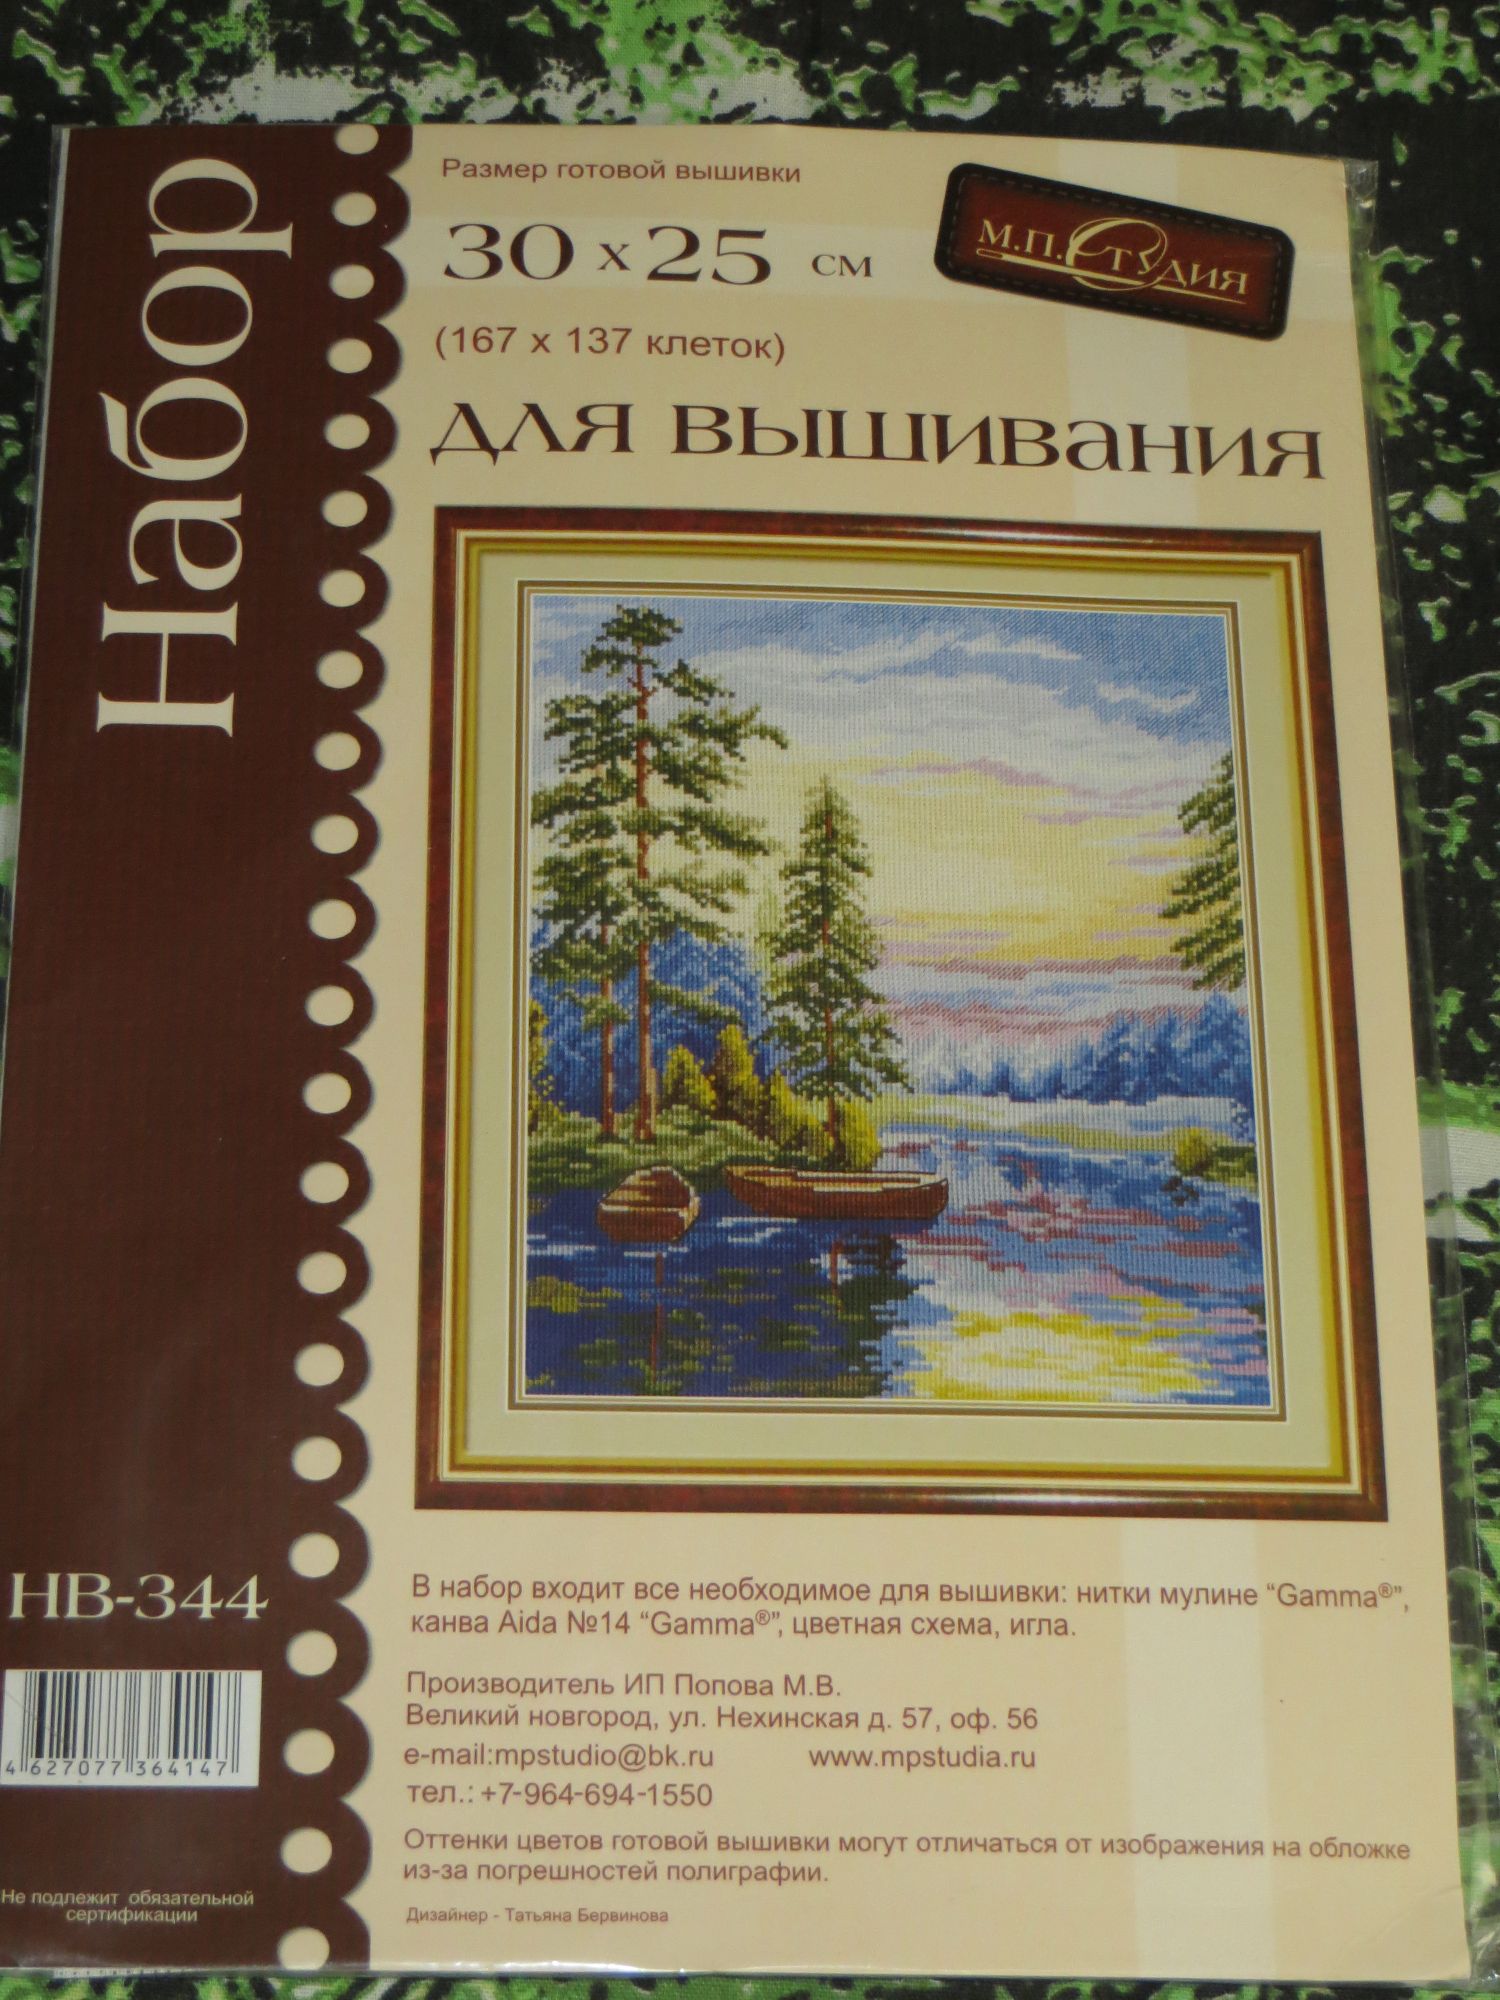 Набор
Размер готовой вышивки
30 х 25 см
(167 х 137 клеток)
М.П.Студия
для вышивания
НВ-344
4 627077 364147
Не подлежит обязательной
сертификации
В набор входит все необходимое для вышивки: нитки мулине “Gamma®”,
канва Aida №14 “Gamma®”, цветная схема, игла.
Производитель ИП Попова М.В.
Великий новгород, ул. Нехинская д. 57, оф. 56
e-mail:mpstudio@bk.ru www.mpstudia.ru
тел.: +7-964-694-1550
Оттенки цветов готовой вышивки могут отличаться от изображения на обложке
из-за погрешностей полиграфии.
Дизайнер - Татьяна Бервинова